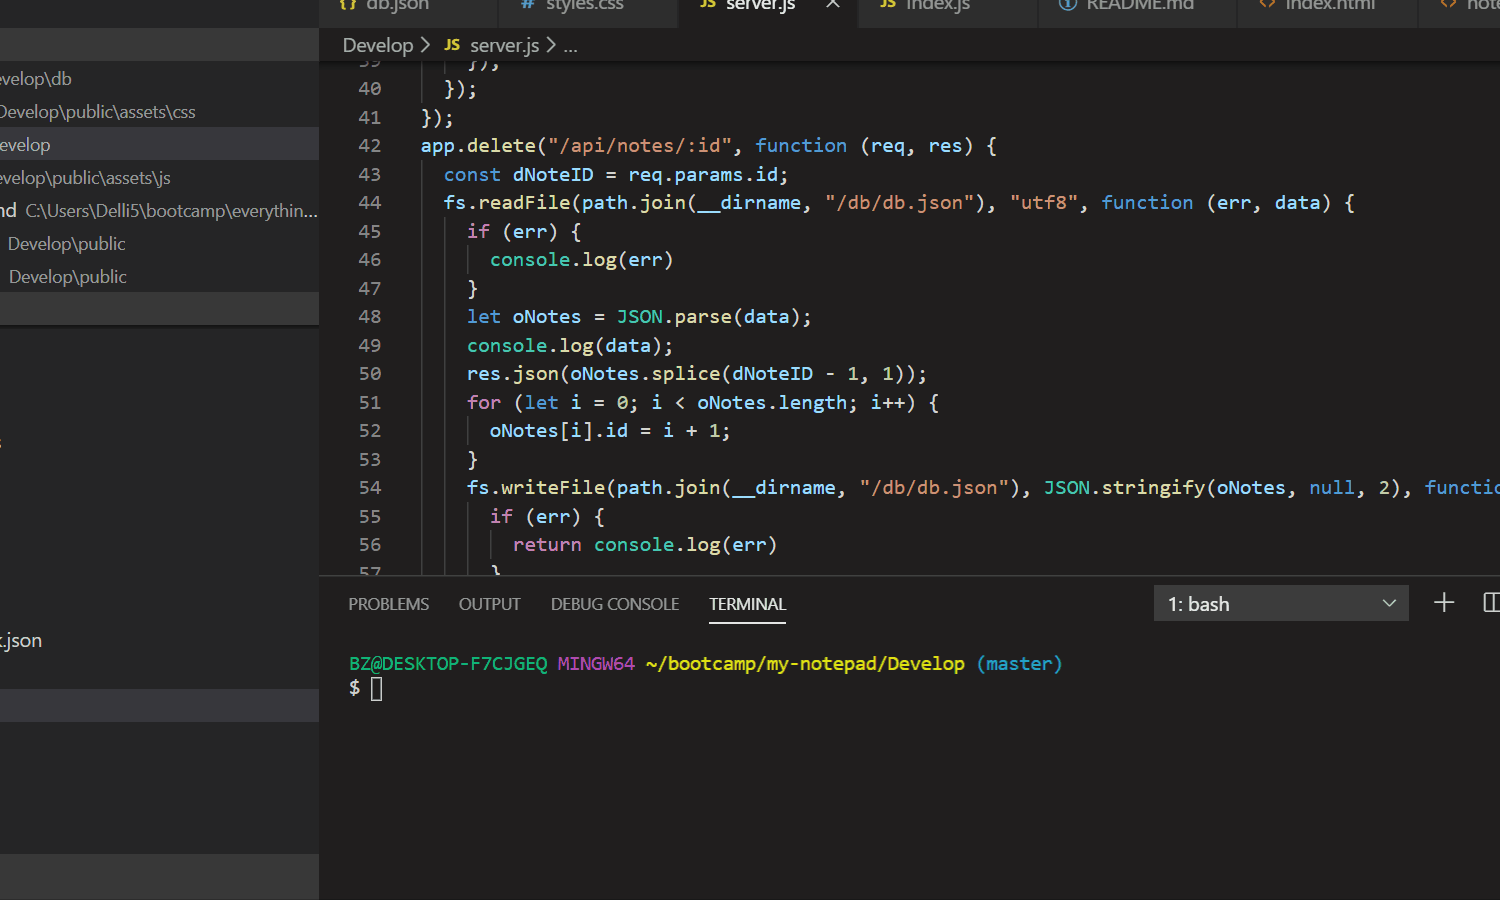 {} db.json # styles.css JS server.js × JS index.js README.md <> index.html <>
Develop > JS server.js > ...
evelop\db
Develop\public\assets\css
evelop
evelop\public\assets\js
nd C:\Users\Delli5\bootcamp\everythin...
Develop\public
Develop\public
.json
39 });
40 });
41 });
42 app.delete("/api/notes/:id", function (req, res) {
43 const dNoteID = req.params.id;
44 fs.readFile(path.join(__dirname, "/db/db.json"), "utf8", function (err, data) {
45 if (err) {
46 console.log(err)
47 }
48 let oNotes = JSON.parse(data);
49 console.log(data);
50 res.json(oNotes.splice(dNoteID - 1, 1));
51 for (let i = 0; i < oNotes.length; i++) {
52 oNotes[i].id = i + 1;
53 }
54 fs.writeFile(path.join(__dirname, "/db/db.json"), JSON.stringify(oNotes, null, 2), functio
55 if (err) {
56 return console.log(err)
57 }
PROBLEMS OUTPUT DEBUG CONSOLE TERMINAL 1: bash
BZ@DESKTOP-F7CJGEQ MINGW64 ~/bootcamp/my-notepad/Develop (master)
$